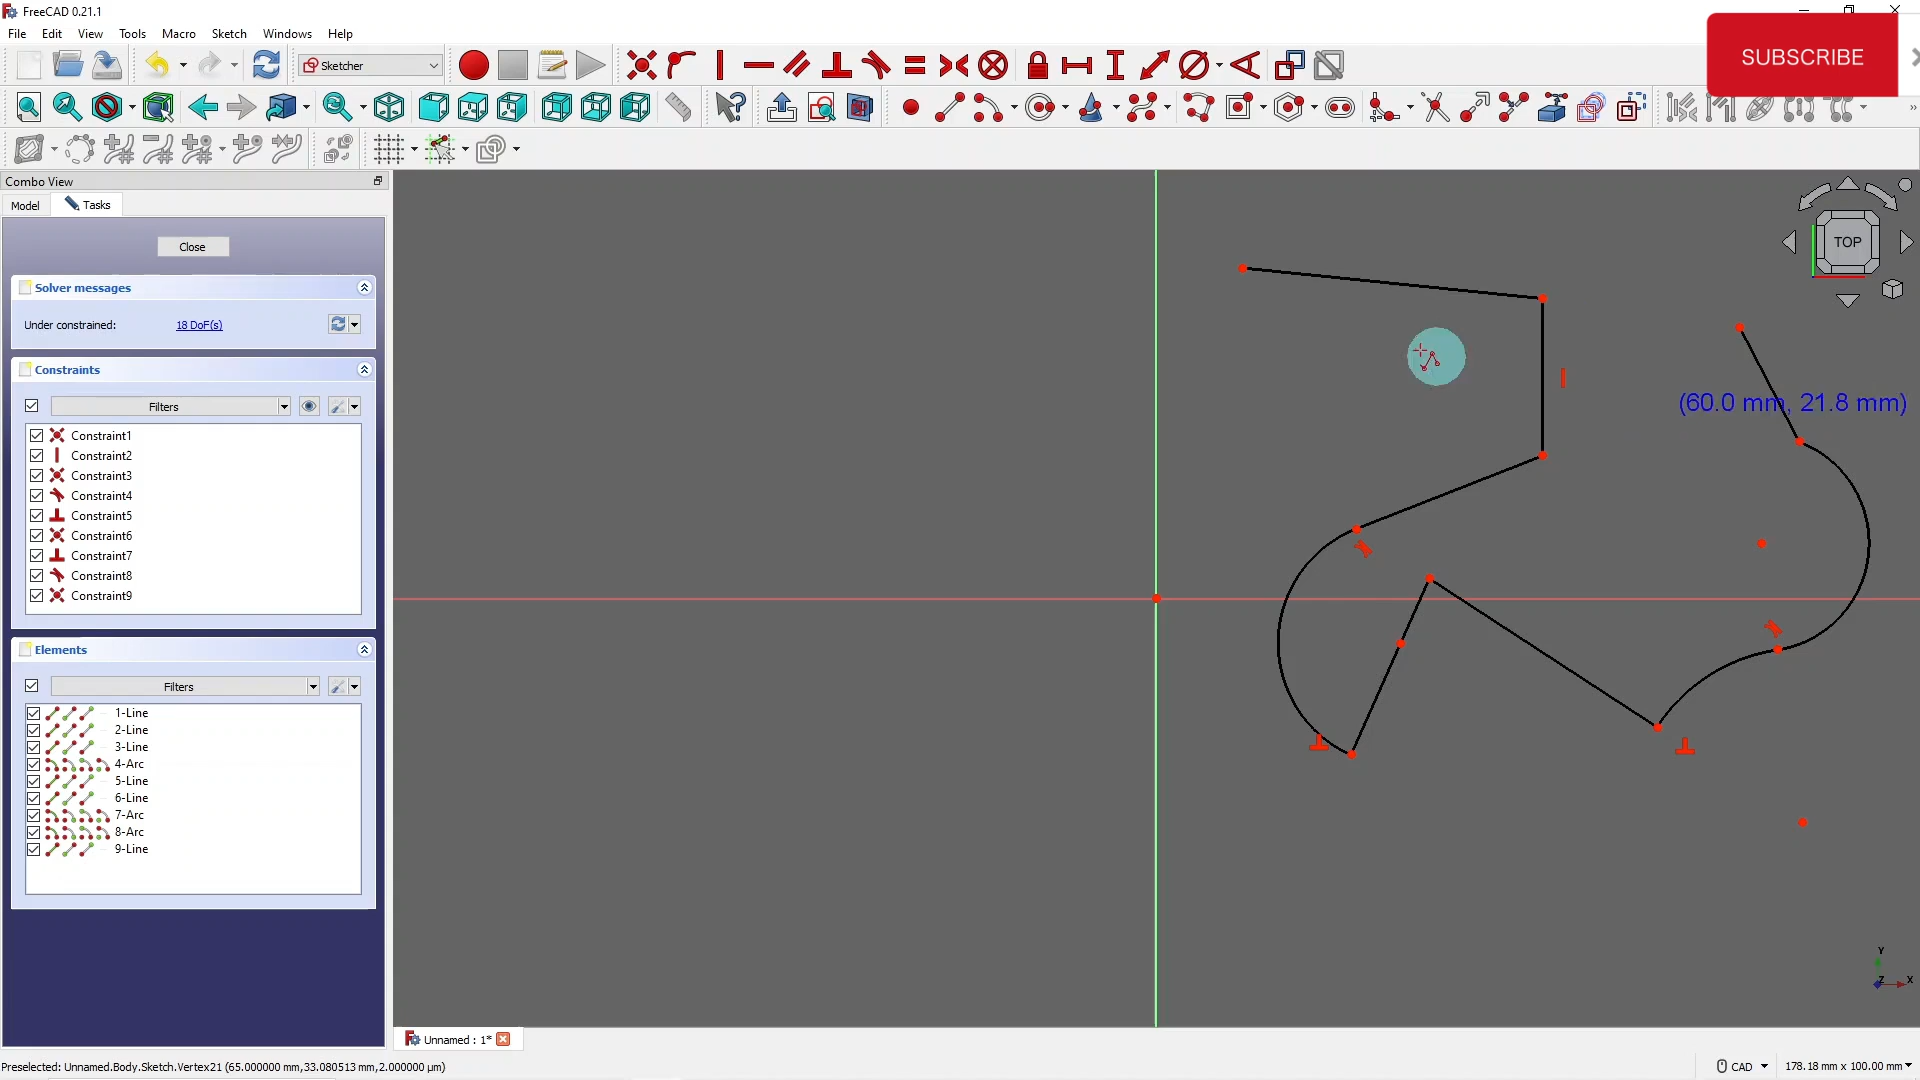 FreeCAD 0.21.1
File Edit View Tools Macro Sketch Windows Help
Sketcher
SUBSCRIBE
Combo View
Model Tasks
Close
Solver messages
Under constrained: 18 DoF(s)
Constraints
Filters
Constraint1
Constraint2
Constraint3
Constraint4
Constraint5
Constraint6
Constraint7
Constraint8
Constraint9
Elements
Filters
1-Line
2-Line
3-Line
4-Arc
5-Line
6-Line
7-Arc
8-Arc
9-Line
TOP
(60.0 mm, 21.8 mm)
Y
Z X
Unnamed : 1*
Preselected: Unnamed.Body.Sketch.Vertex21 (65.000000 mm,33.080513 mm,2.000000 µm)
CAD
178.18 mm x 100.00 mm